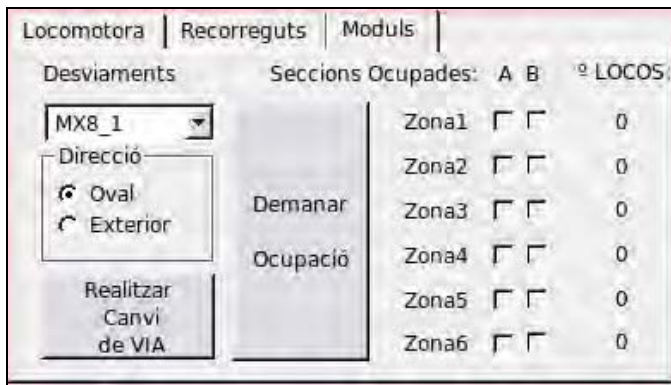 Locomotora Recorreguts Moduls
Desviaments Seccions Ocupades: A B º LOCOS:
MX8_1
Direcció
Oval
Exterior
Realitzar
Canvi
de VIA
Demanar
Ocupació
Zona1 0
Zona2 0
Zona3 0
Zona4 0
Zona5 0
Zona6 0